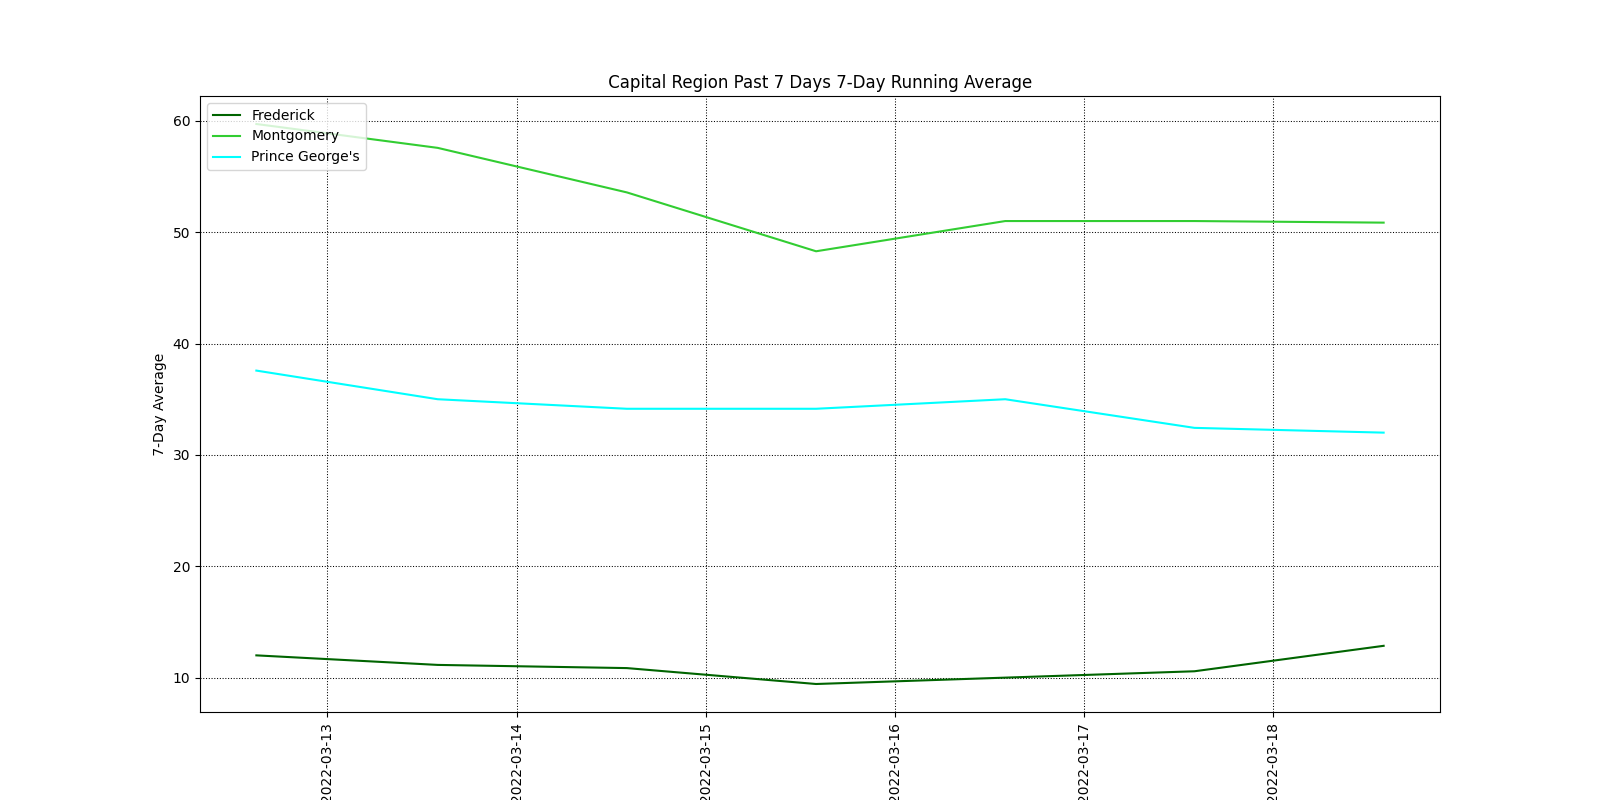 Capital Region Past 7 Days 7-Day Running Average
Frederick
Montgomery
Prince George's
60
50
40
30
20
10
7-Day Average
2022-03-13
2022-03-14
2022-03-15
2022-03-16
2022-03-17
2022-03-18